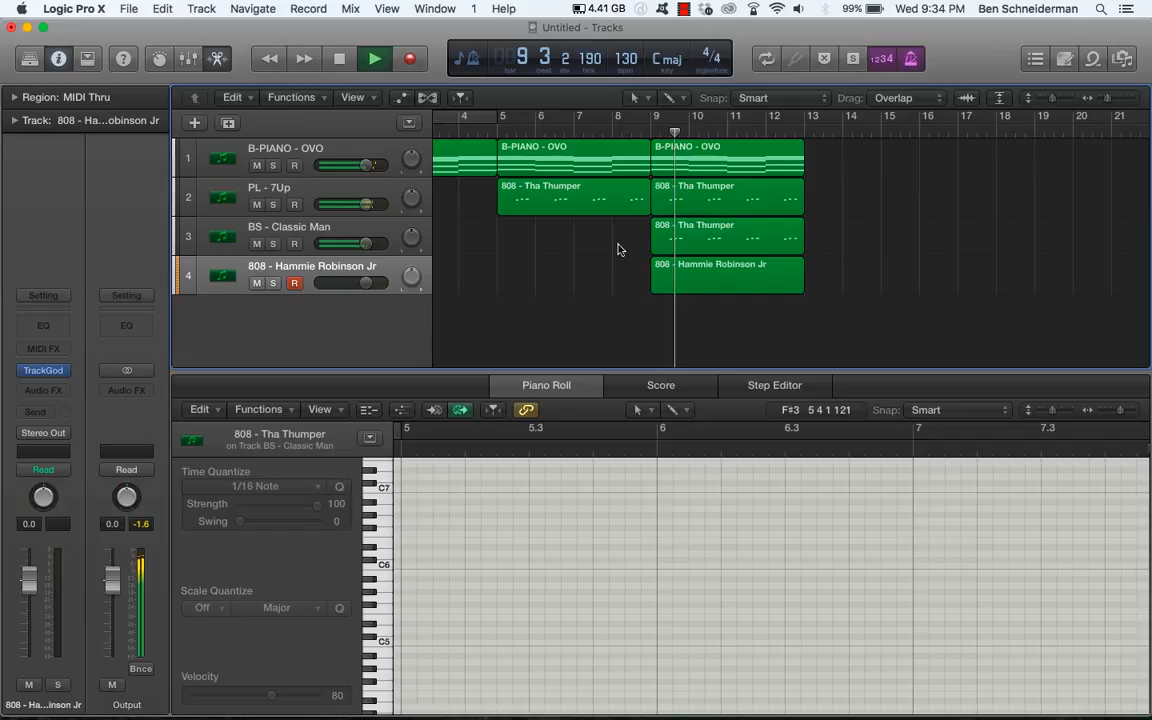 Logic Pro X File Edit Track Navigate Record Mix View Window 1 Help 4.41 GB 99% Wed 9:34 PM Ben Schneiderman
Untitled - Tracks
9 3 2 190 130 C maj 4/4
bar beat div tick bpm key signature
1234
Region: MIDI Thru
Edit Functions View Snap: Smart Drag: Overlap
Track: 808 - Ha...obinson Jr
4 5 6 7 8 9 10 11 12 13 14 15 16 17 18 19 20 21
1 B-PIANO - OVO M S R L R
B-PIANO - OVO B-PIANO - OVO
2 PL - 7Up M S R L R
808 - Tha Thumper 808 - Tha Thumper
3 BS - Classic Man M S R L R
808 - Tha Thumper
4 808 - Hammie Robinson Jr M S R L R
808 - Hammie Robinson Jr
Setting Setting
EQ EQ
MIDI FX
TrackGod
Audio FX Audio FX
Send
Stereo Out
Read Read
0.0 0.0 -1.6
Bnce
M S M
808 - Ha...inson Jr Output
Piano Roll Score Step Editor
Edit Functions View F#3 5 4 1 121 Snap: Smart
808 - Tha Thumper
on Track BS - Classic Man
5 5.3 6 6.3 7 7.3
Time Quantize
1/16 Note Q
Strength 100
Swing 0
Scale Quantize
Off Major Q
Velocity
80
C7
C6
C5